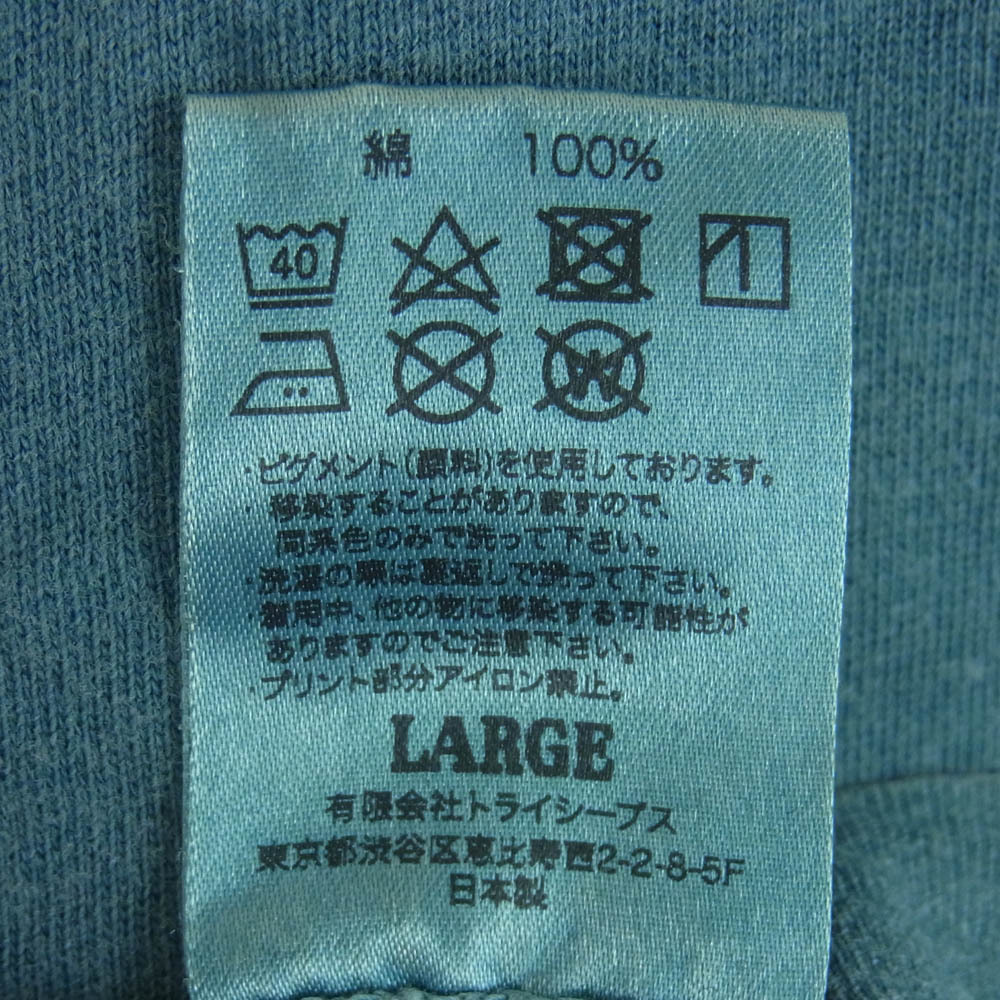 綿 100%
40
W
・ピグメント(顔料)を使用しております。
移染することがありますので、
同系色のみで洗って下さい。
・洗濯の際は裏返しで洗って下さい。
着用中、他の物に移染する可能性が
ありますのでご注意下さい。
・プリント部分アイロン禁止。
LARGE
有限会社トライシープス
東京都渋谷区恵比寿西2-2-8-5F
日本製